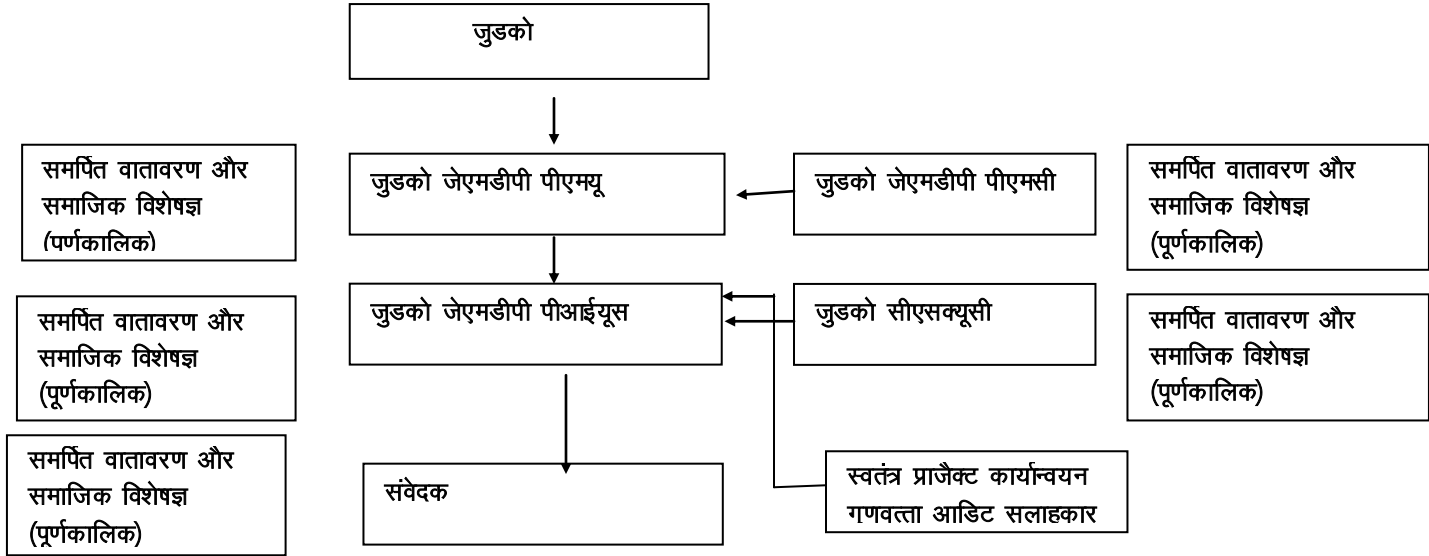 जुडको
समर्पित वातावरण और
समाजिक विशेषज्ञ
(पूर्णकालिक)
जुडको जेएमडीपी पीएमयू
जुडको जेएमडीपी पीएमसी
समर्पित वातावरण और
समाजिक विशेषज्ञ
(पूर्णकालिक)
समर्पित वातावरण और
समाजिक विशेषज्ञ
(पूर्णकालिक)
जुडको जेएमडीपी पीआईयूस
जुडको सीएसक्यूसी
समर्पित वातावरण और
समाजिक विशेषज्ञ
(पूर्णकालिक)
समर्पित वातावरण और
समाजिक विशेषज्ञ
(पूर्णकालिक)
संवेदक
स्वतंत्र प्राजैक्ट कार्यान्वयन
गणवत्ता आडिट सलाहकार